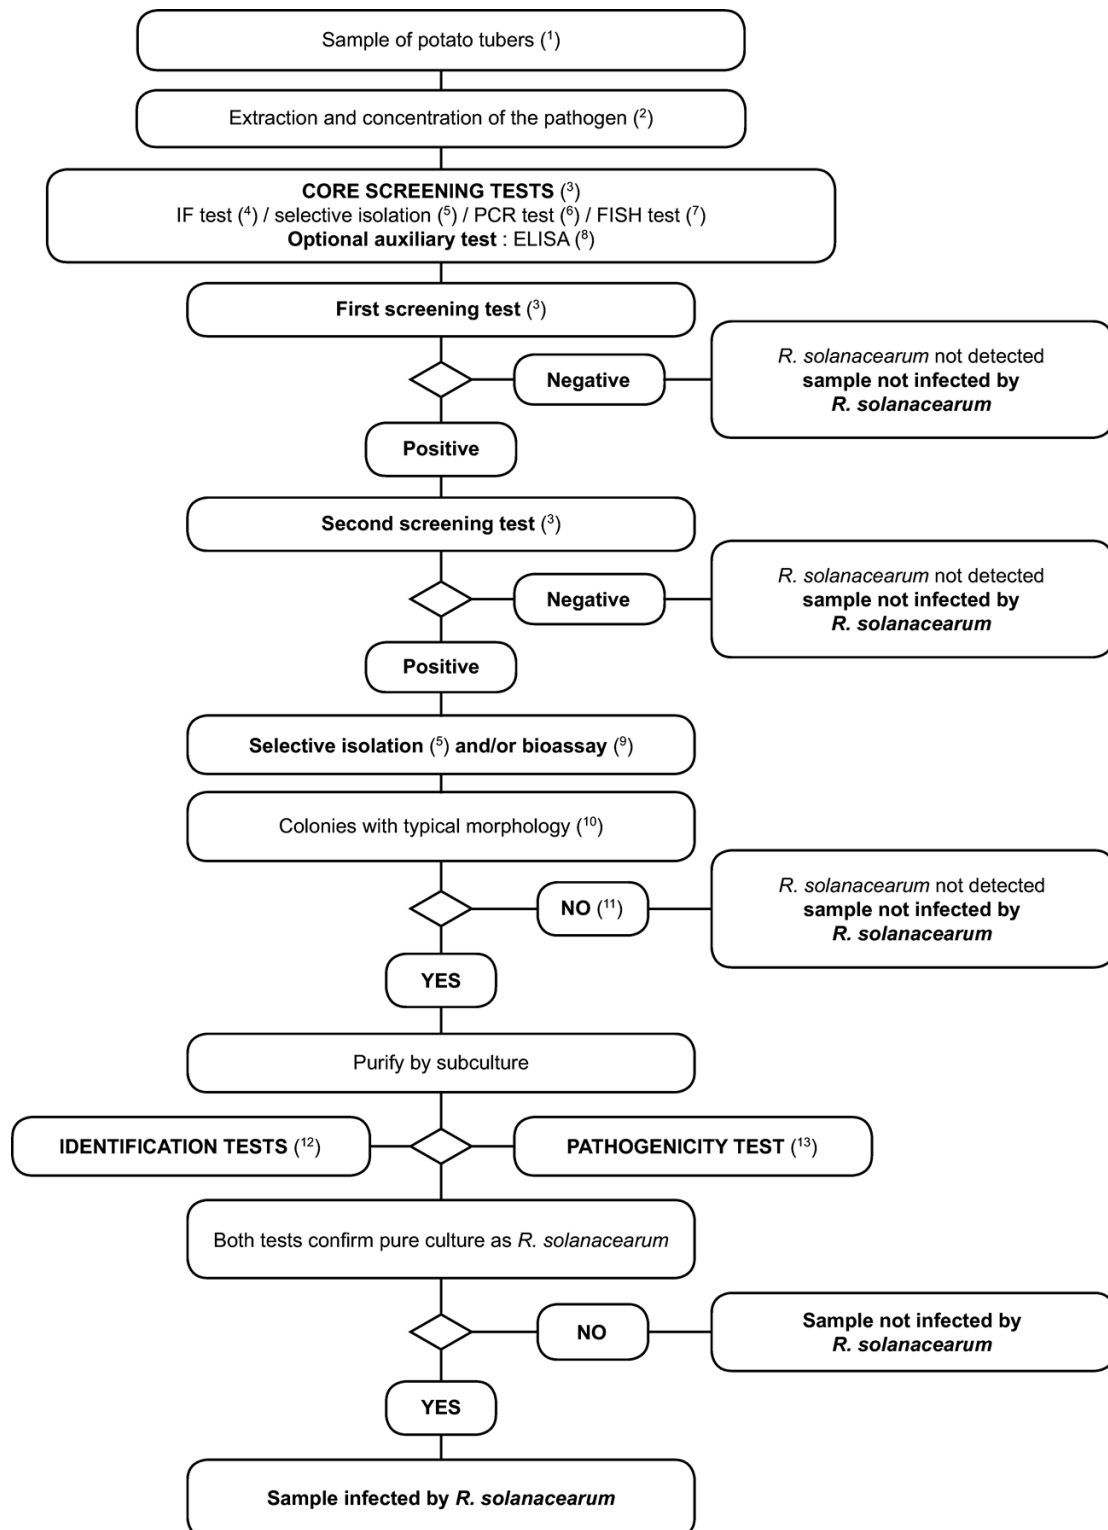 Sample of potato tubers (¹)
Extraction and concentration of the pathogen (²)
CORE SCREENING TESTS (³)
IF test (⁴) / selective isolation (⁵) / PCR test (⁶) / FISH test (⁷)
Optional auxiliary test : ELISA (⁸)
First screening test (³)
Negative
R. solanacearum not detected
sample not infected by
R. solanacearum
Positive
Second screening test (³)
Negative
R. solanacearum not detected
sample not infected by
R. solanacearum
Positive
Selective isolation (⁵) and/or bioassay (⁹)
Colonies with typical morphology (¹⁰)
NO (¹¹)
R. solanacearum not detected
sample not infected by
R. solanacearum
YES
Purify by subculture
IDENTIFICATION TESTS (¹²)
PATHOGENICITY TEST (¹³)
Both tests confirm pure culture as R. solanacearum
NO
Sample not infected by
R. solanacearum
YES
Sample infected by R. solanacearum